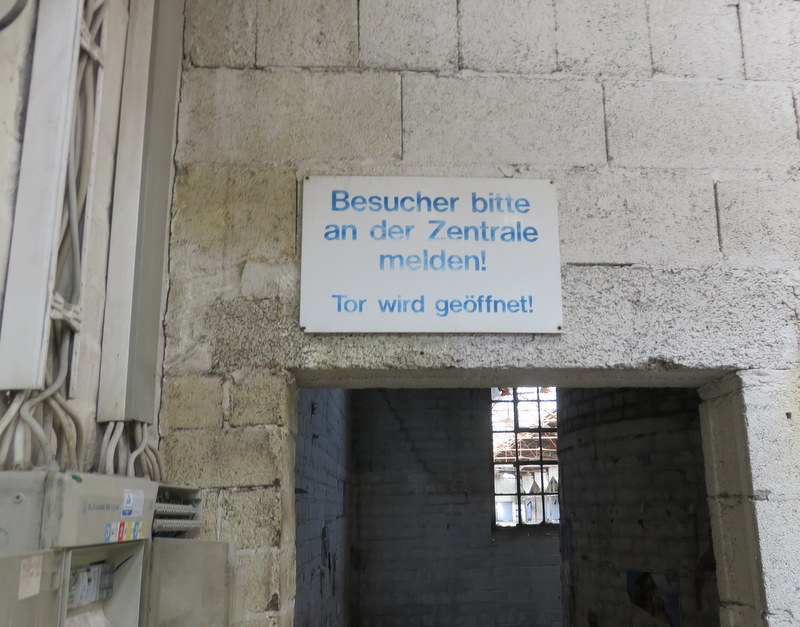 Besucher bitte
an der Zentrale
melden!
Tor wird geöffnet!